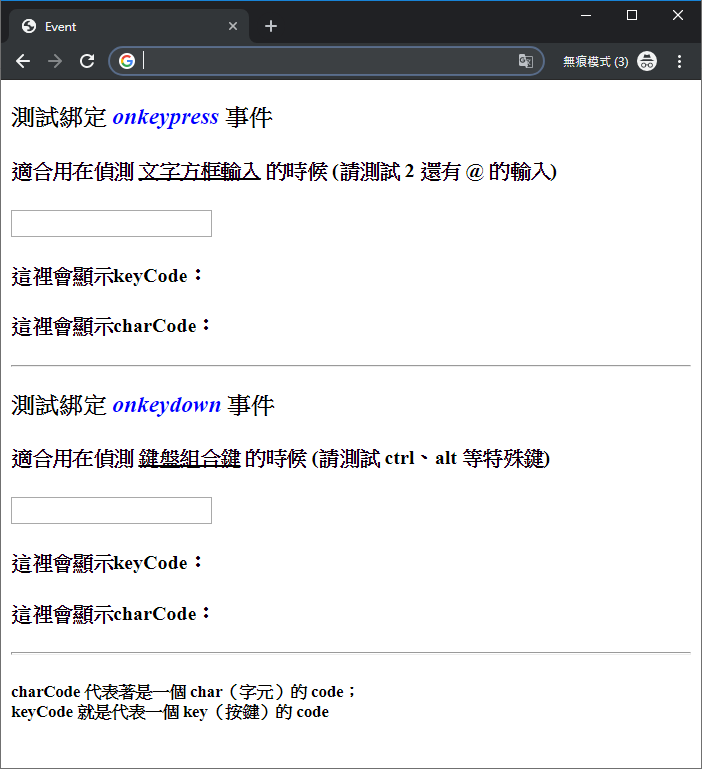 Event
無痕模式 (3)
測試綁定 onkeypress 事件
適合用在偵測 文字方框輸入 的時候 (請測試 2 還有 @ 的輸入)
這裡會顯示keyCode：
這裡會顯示charCode：
測試綁定 onkeydown 事件
適合用在偵測 鍵盤組合鍵 的時候 (請測試 ctrl、alt 等特殊鍵)
這裡會顯示keyCode：
這裡會顯示charCode：
charCode 代表著是一個 char（字元）的 code；
keyCode 就是代表一個 key（按鍵）的 code